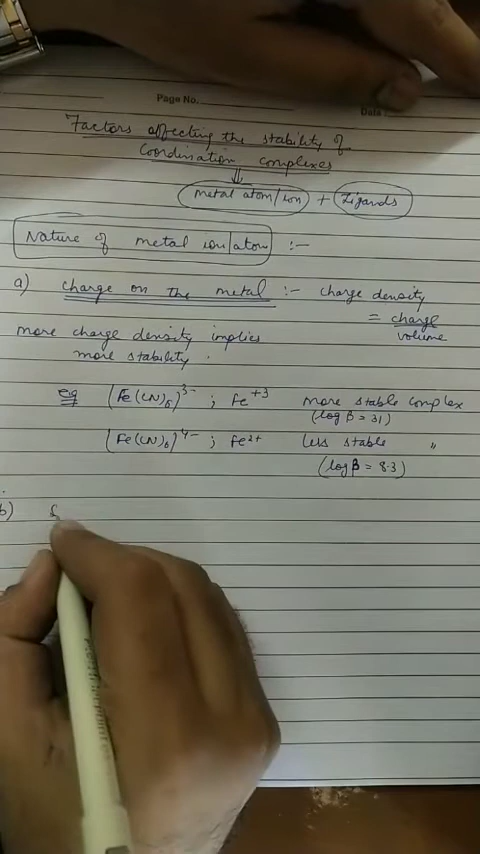 Page No.
Date :
Factors affecting the stability of
coordination complexes
⇓
metal atom/ion + Ligands
Nature of metal ion/atom :-
a) charge on the metal :- charge density
= charge
volume
more charge density implies
more stability .
eg (Fe(CN)6)3- ; Fe+3 more stable complex
(log β = 31)
(Fe(CN)6)4- ; Fe2+ less stable "
(log β = 8.3)
b)